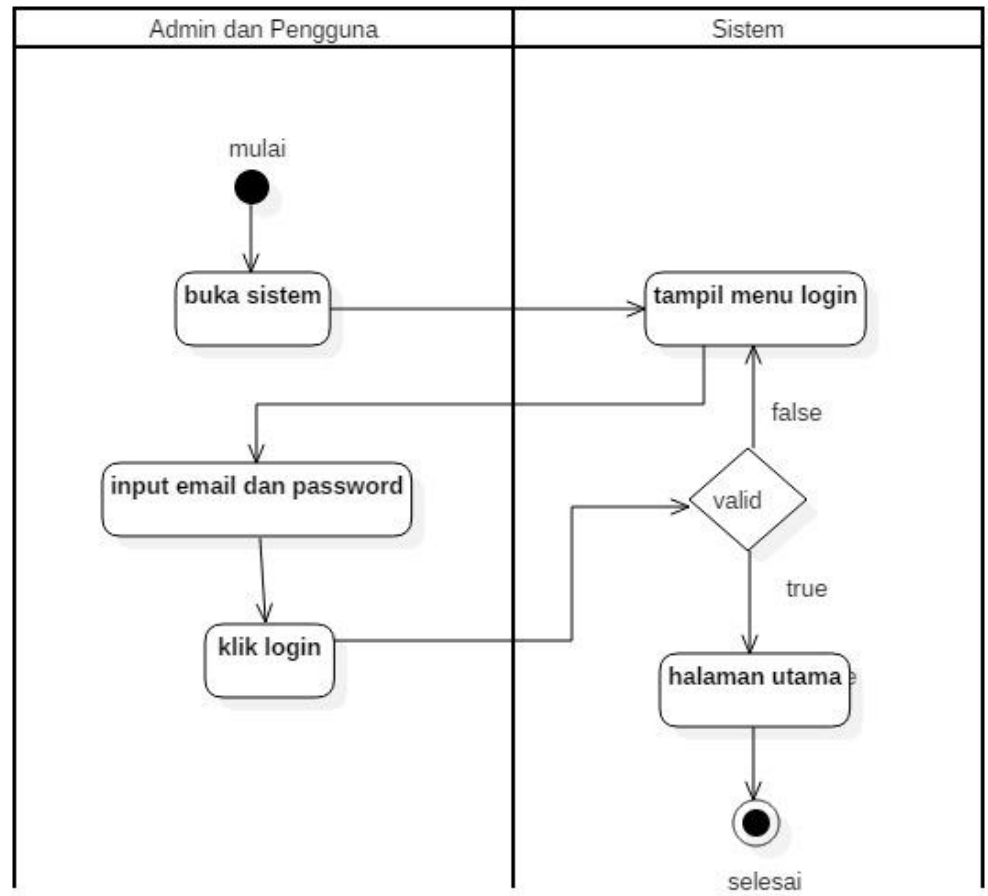 Admin dan Pengguna
Sistem
mulai
buka sistem
tampil menu login
false
input email dan password
valid
true
klik login
halaman utama
selesai